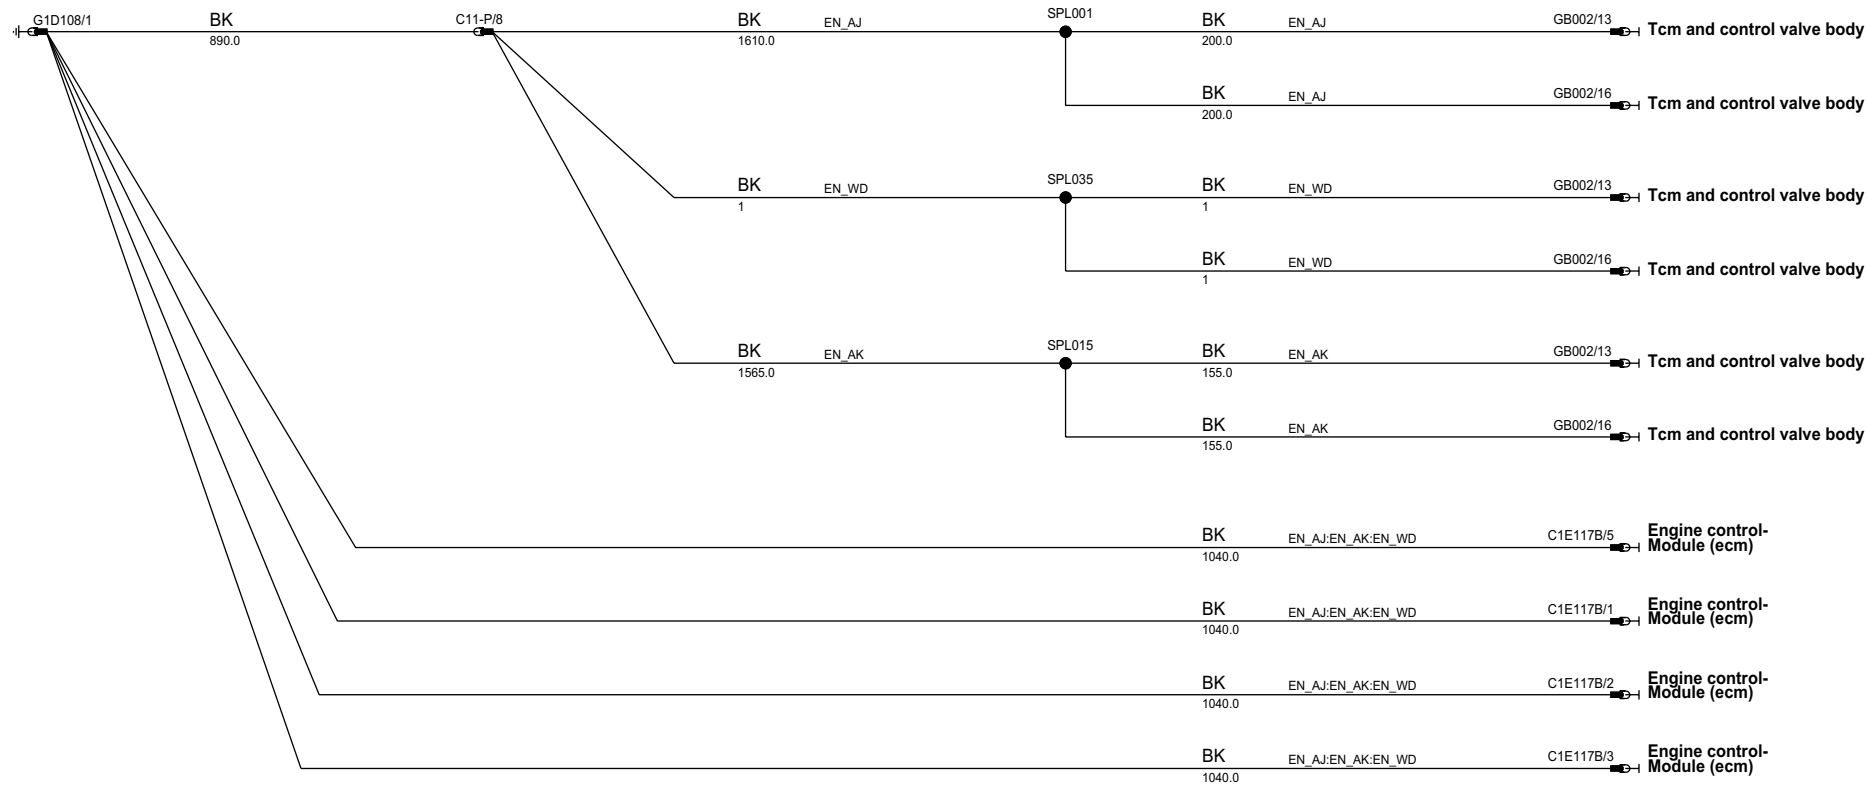 G1D108/1
BK
890.0
C11-P/8
BK
EN_AJ
1610.0
SPL001
BK
EN_AJ
200.0
GB002/13
Tcm and control valve body
BK
EN_AJ
200.0
GB002/16
Tcm and control valve body
BK
EN_WD
1
SPL035
BK
EN_WD
1
GB002/13
Tcm and control valve body
BK
EN_WD
1
GB002/16
Tcm and control valve body
BK
EN_AK
1565.0
SPL015
BK
EN_AK
155.0
GB002/13
Tcm and control valve body
BK
EN_AK
155.0
GB002/16
Tcm and control valve body
BK
EN_AJ:EN_AK:EN_WD
1040.0
C1E117B/5
Engine control-
Module (ecm)
BK
EN_AJ:EN_AK:EN_WD
1040.0
C1E117B/1
Engine control-
Module (ecm)
BK
EN_AJ:EN_AK:EN_WD
1040.0
C1E117B/2
Engine control-
Module (ecm)
BK
EN_AJ:EN_AK:EN_WD
1040.0
C1E117B/3
Engine control-
Module (ecm)